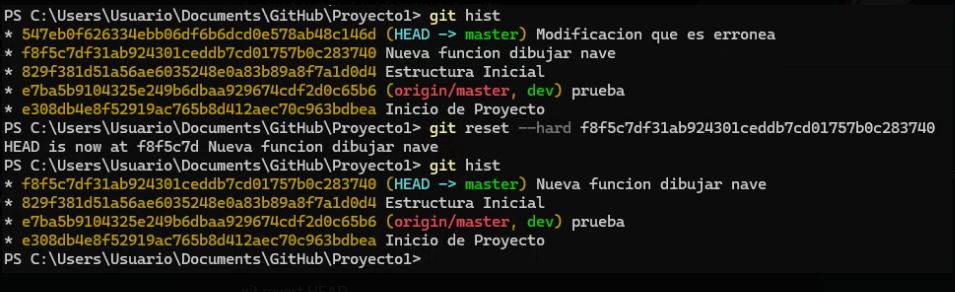 PS C:\Users\Usuario\Documents\GitHub\Proyecto1> git hist
* 547eb0f626334ebb06df6b6dcd0e578ab48c146d (HEAD -> master) Modificacion que es erronea
* f8f5c7df31ab924301ceddb7cd01757b0c283740 Nueva funcion dibujar nave
* 829f381d51a56ae6035248e0a83b89a8f7a1d0d4 Estructura Inicial
* e7ba5b9104325e249b6dbaa929674cdf2d0c65b6 (origin/master, dev) prueba
* e308db4e8f52919ac765b8d412aec70c963bdbea Inicio de Proyecto
PS C:\Users\Usuario\Documents\GitHub\Proyecto1> git reset --hard f8f5c7df31ab924301ceddb7cd01757b0c283740
HEAD is now at f8f5c7d Nueva funcion dibujar nave
PS C:\Users\Usuario\Documents\GitHub\Proyecto1> git hist
* f8f5c7df31ab924301ceddb7cd01757b0c283740 (HEAD -> master) Nueva funcion dibujar nave
* 829f381d51a56ae6035248e0a83b89a8f7a1d0d4 Estructura Inicial
* e7ba5b9104325e249b6dbaa929674cdf2d0c65b6 (origin/master, dev) prueba
* e308db4e8f52919ac765b8d412aec70c963bdbea Inicio de Proyecto
PS C:\Users\Usuario\Documents\GitHub\Proyecto1>